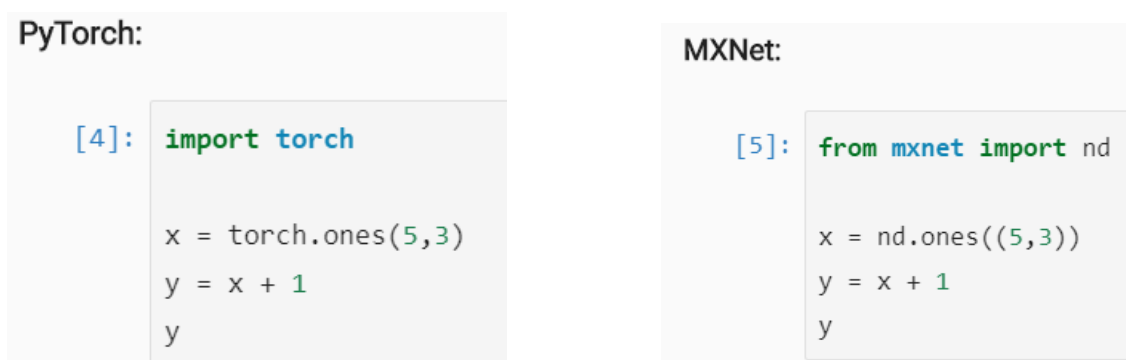 PyTorch:
[4]: import torch
x = torch.ones(5,3)
y = x + 1
y
MXNet:
[5]: from mxnet import nd
x = nd.ones((5,3))
y = x + 1
y